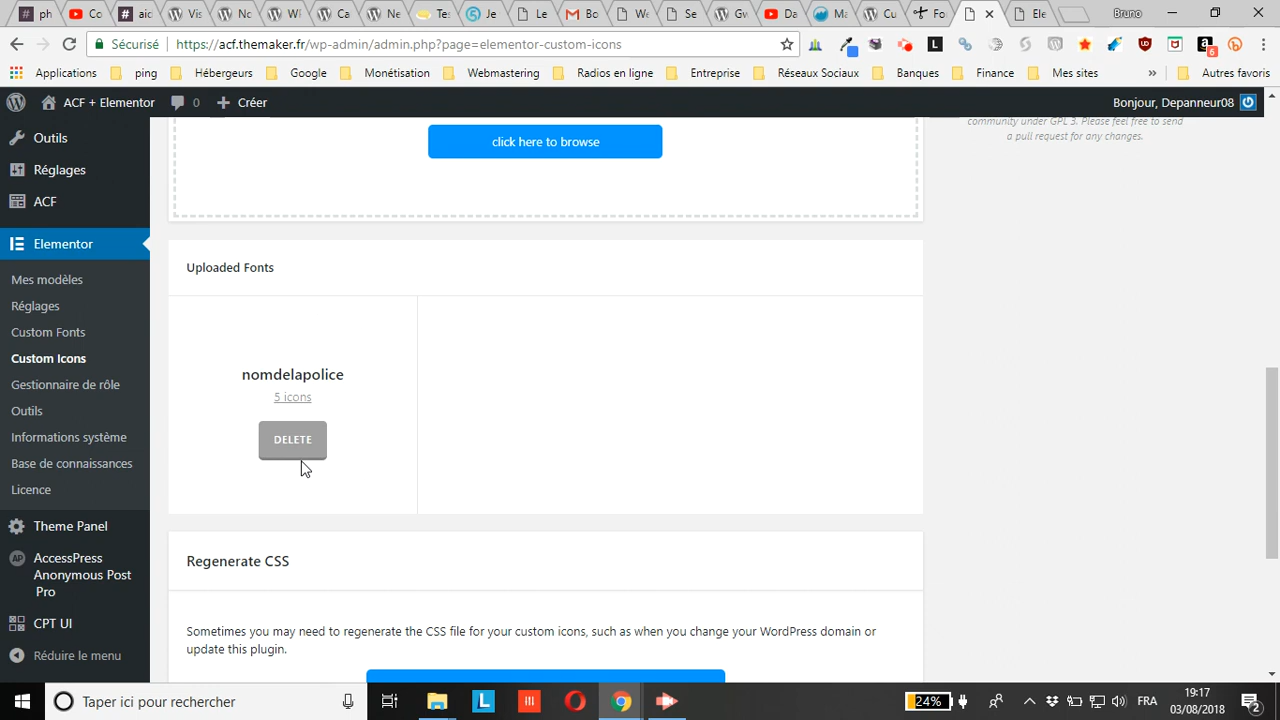 ph
Co
aic
Vis
No
Wl
Ca
Ne
Tes
Je
Le
Bo
We
Se
Gw
Da
Ma
Cu
Fo
Ele
Bruno
Sécurisé
https://acf.themaker.fr/wp-admin/admin.php?page=elementor-custom-icons
Applications
ping
Hébergeurs
Google
Monétisation
Webmastering
Radios en ligne
Entreprise
Réseaux Sociaux
Banques
Finance
Mes sites
»
Autres favoris
ACF + Elementor
0
Créer
Bonjour, Depanneur08
Outils
Réglages
ACF
Elementor
Mes modèles
Réglages
Custom Fonts
Custom Icons
Gestionnaire de rôle
Outils
Informations système
Base de connaissances
Licence
Theme Panel
AccessPress
Anonymous Post
Pro
CPT UI
Réduire le menu
click here to browse
community under GPL 3. Please feel free to send
a pull request for any changes.
Uploaded Fonts
nomdelapolice
5 icons
DELETE
Regenerate CSS
Sometimes you may need to regenerate the CSS file for your custom icons, such as when you change your WordPress domain or
update this plugin.
Taper ici pour rechercher
24%
FRA
19:17
03/08/2018
2